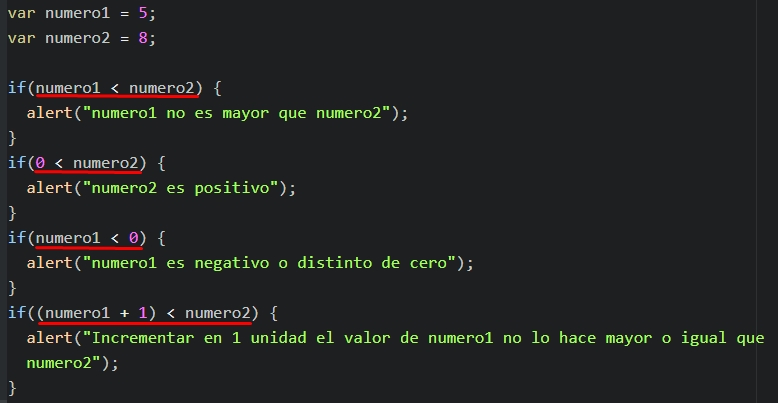 var numero1 = 5;
var numero2 = 8;

if(numero1 < numero2) {
  alert("numero1 no es mayor que numero2");
}
if(0 < numero2) {
  alert("numero2 es positivo");
}
if(numero1 < 0) {
  alert("numero1 es negativo o distinto de cero");
}
if((numero1 + 1) < numero2) {
  alert("Incrementar en 1 unidad el valor de numero1 no lo hace mayor o igual que
  numero2");
}